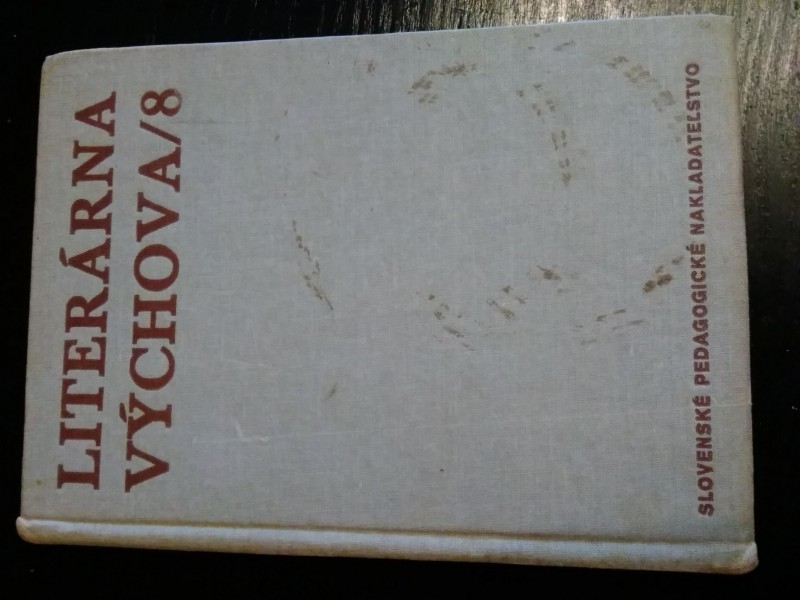 LITERÁRNA
VÝCHOVA/8
SLOVENSKÉ PEDAGOGICKÉ NAKLADATEĽSTVO